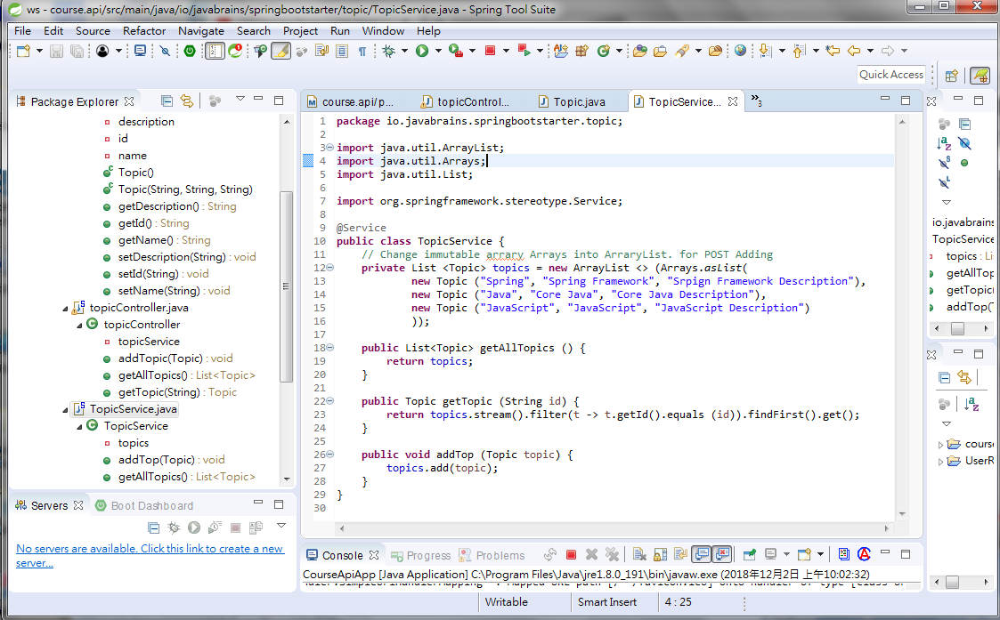 ws - course.api/src/main/java/io/javabrains/springbootstarter/topic/TopicService.java - Spring Tool Suite
File Edit Source Refactor Navigate Search Project Run Window Help
Quick Access
Package Explorer
description
id
name
Topic()
Topic(String, String, String)
getDescription() : String
getId() : String
getName() : String
setDescription(String) : void
setId(String) : void
setName(String) : void
topicController.java
topicController
topicService
addTopic(Topic) : void
getAllTopics() : List<Topic>
getTopic(String) : Topic
TopicService.java
TopicService
topics
addTop(Topic) : void
getAllTopics() : List<Topic>
Servers Boot Dashboard
No servers are available. Click this link to create a new
server...
course.api/p... topicControl... Topic.java TopicService... »3
1 package io.javabrains.springbootstarter.topic;
2
3 import java.util.ArrayList;
4 import java.util.Arrays;
5 import java.util.List;
6
7 import org.springframework.stereotype.Service;
8
9 @Service
10 public class TopicService {
11 // Change immutable arrary Arrays into ArraryList. for POST Adding
12 private List <Topic> topics = new ArrayList <> (Arrays.asList(
13 new Topic ("Spring", "Spring Framework", "Srpign Framework Description"),
14 new Topic ("Java", "Core Java", "Core Java Description"),
15 new Topic ("JavaScript", "JavaScript", "JavaScript Description")
16 ));
17
18 public List<Topic> getAllTopics () {
19 return topics;
20 }
21
22 public Topic getTopic (String id) {
23 return topics.stream().filter(t -> t.getId().equals (id)).findFirst().get();
24 }
25
26 public void addTop (Topic topic) {
27 topics.add(topic);
28 }
29 }
30
io.javabrains
TopicService
topics : Li
getAllTop
getTopic
addTop(
cours
UserR
Console Progress Problems
CourseApiApp [Java Application] C:\Program Files\Java\jre1.8.0_191\bin\javaw.exe (2018年12月2日 上午10:02:32)
Writable Smart Insert 4 : 25